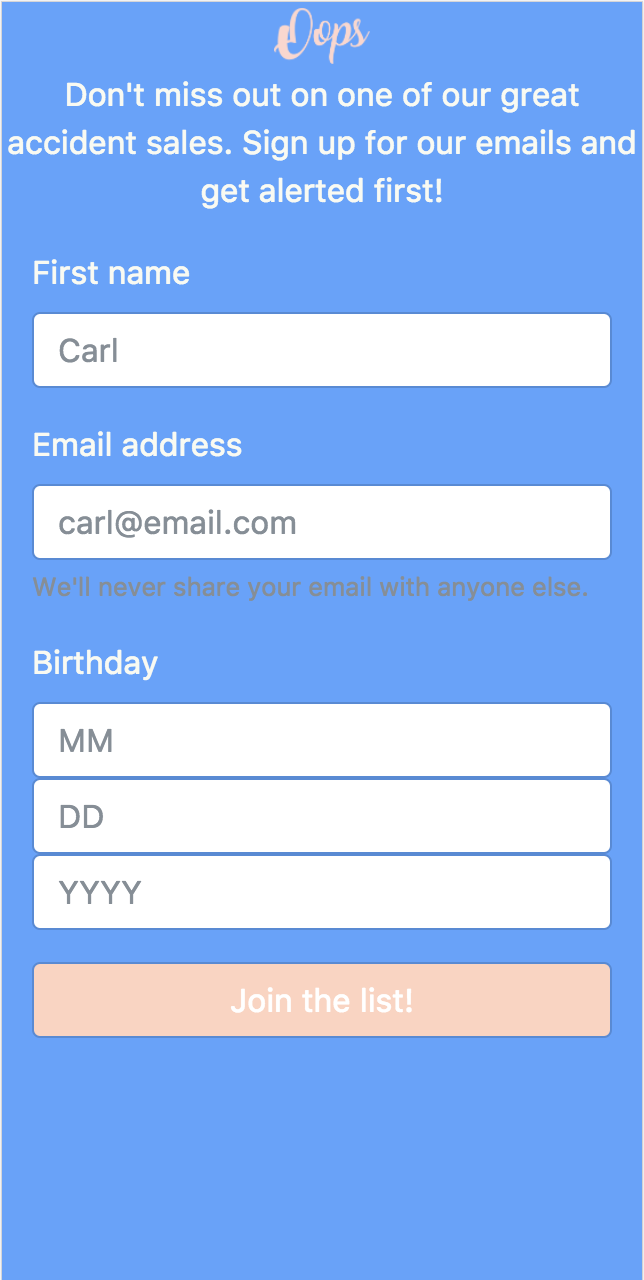 Oops
Don't miss out on one of our great
accident sales. Sign up for our emails and
get alerted first!
First name
Carl
Email address
carl@email.com
We'll never share your email with anyone else.
Birthday
MM
DD
YYYY
Join the list!